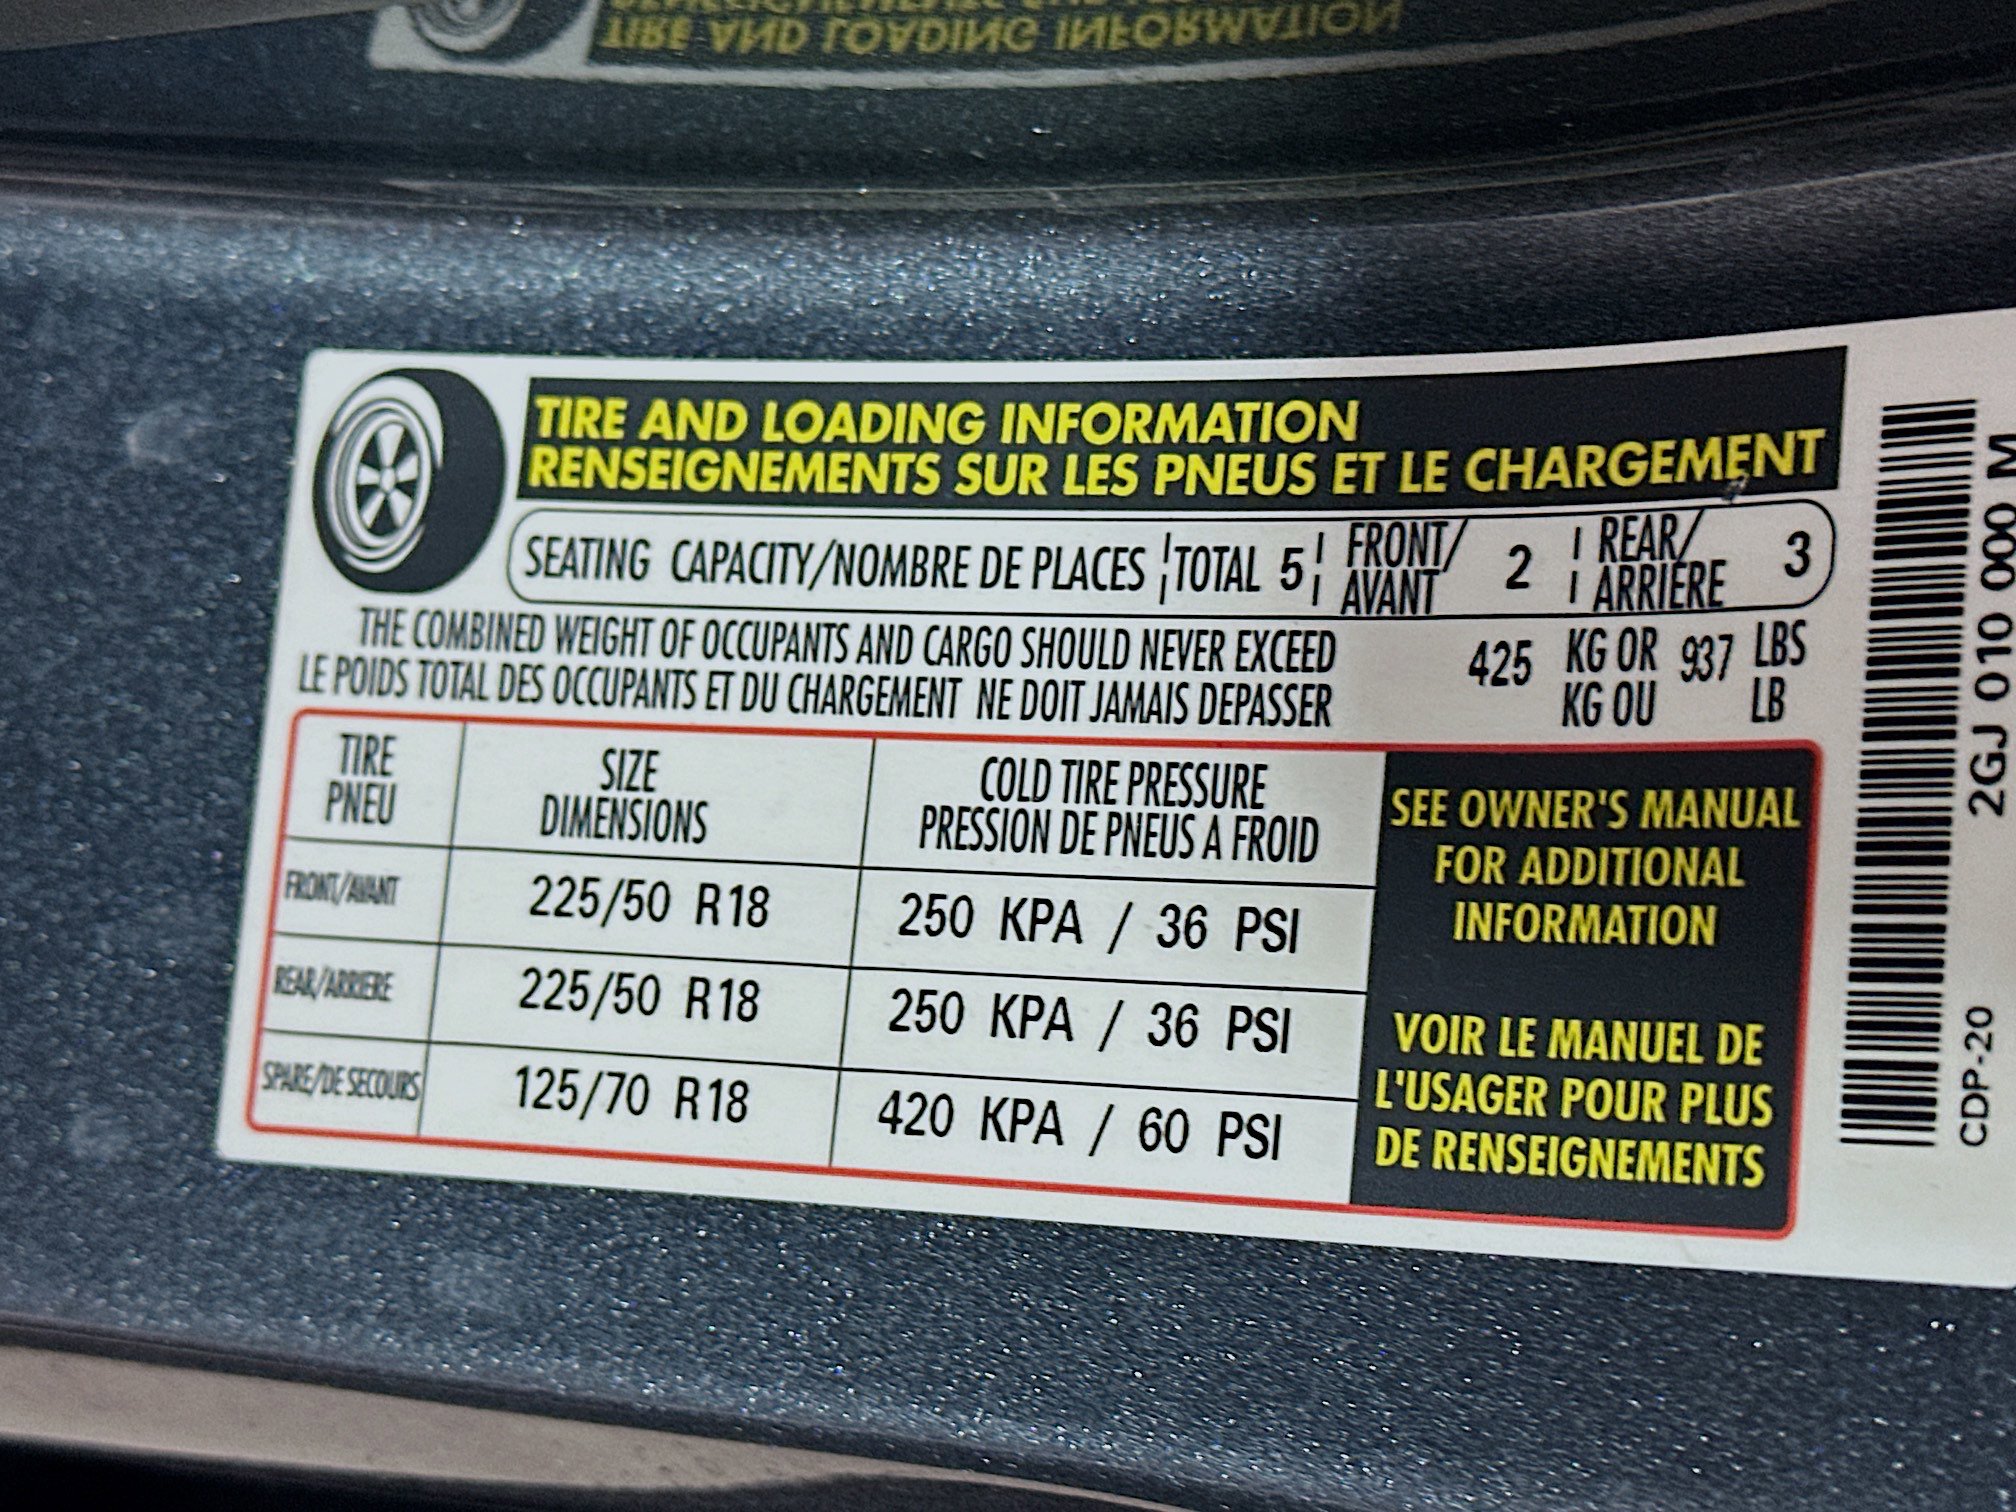 TIRE AND LOADING INFORMATION
TIRE AND LOADING INFORMATION
RENSEIGNEMENTS SUR LES PNEUS ET LE CHARGEMENT
SEATING CAPACITY/NOMBRE DE PLACES TOTAL 5 FRONT/AVANT 2 REAR/ARRIÈRE 3
THE COMBINED WEIGHT OF OCCUPANTS AND CARGO SHOULD NEVER EXCEED 425 KG OR 937 LBS
LE POIDS TOTAL DES OCCUPANTS ET DU CHARGEMENT NE DOIT JAMAIS DEPASSER KG OU LB
TIRE
PNEU
SIZE
DIMENSIONS
COLD TIRE PRESSURE
PRESSION DE PNEUS A FROID
FRONT/AVANT 225/50 R18 250 KPA / 36 PSI
REAR/ARRIERE 225/50 R18 250 KPA / 36 PSI
SPARE/DE SECOURS 125/70 R18 420 KPA / 60 PSI
SEE OWNER'S MANUAL
FOR ADDITIONAL
INFORMATION
VOIR LE MANUEL DE
L'USAGER POUR PLUS
DE RENSEIGNEMENTS
2GJ 010 000 M
CDP-20